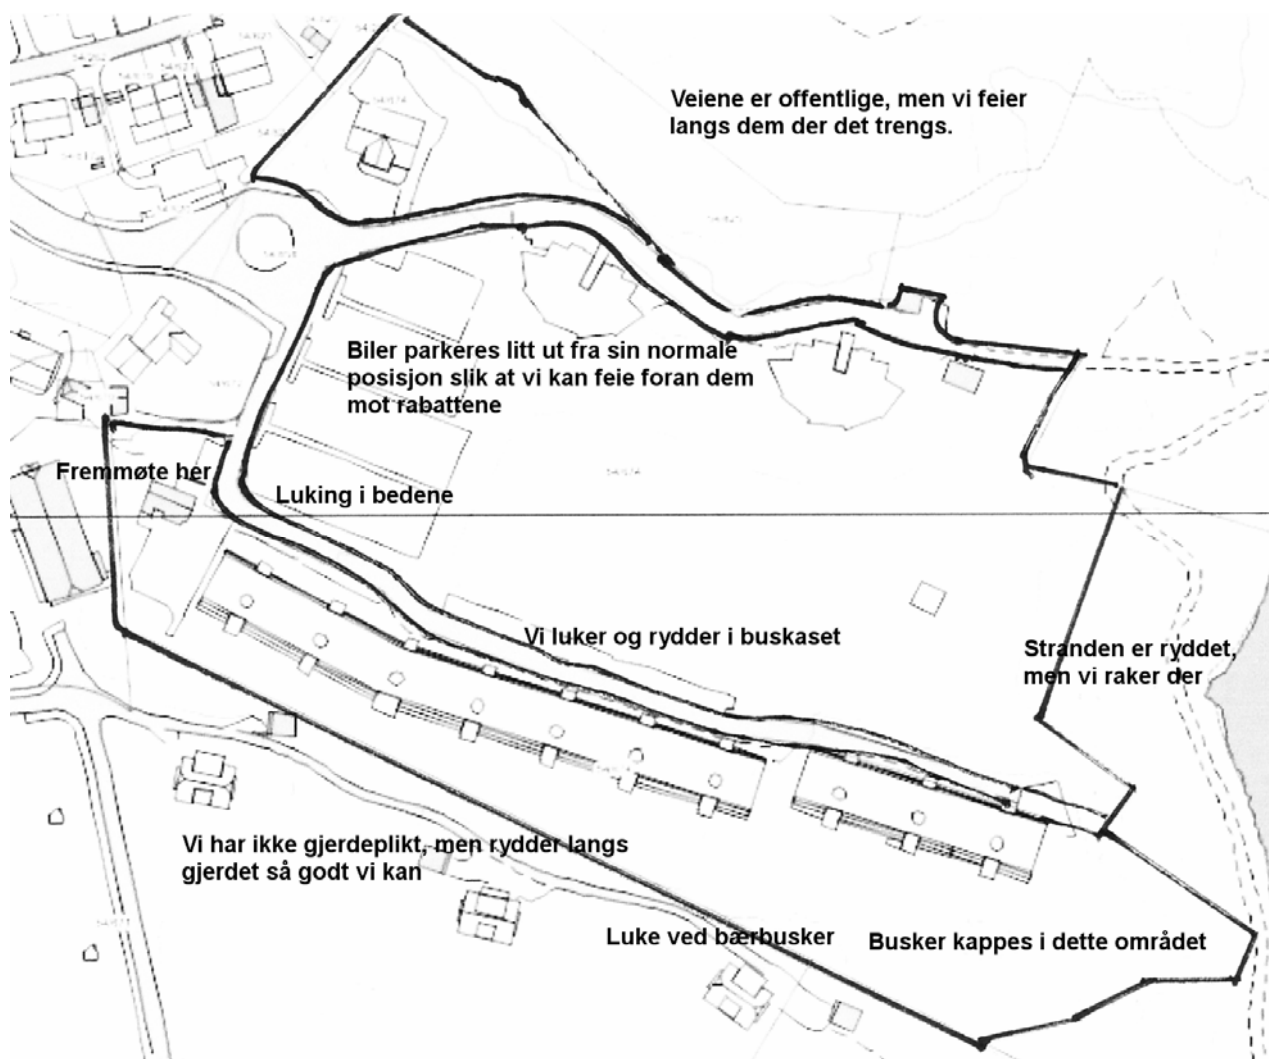 Veiene er offentlige, men vi feier
langs dem der det trengs.
Biler parkeres litt ut fra sin normale
posisjon slik at vi kan feie foran dem
mot rabattene
Fremmøte her
Luking i bedene
Vi luker og rydder i buskaset
Stranden er ryddet,
men vi raker der
Vi har ikke gjerdeplikt, men rydder langs
gjerdet så godt vi kan
Luke ved bærbusker
Busker kappes i dette området